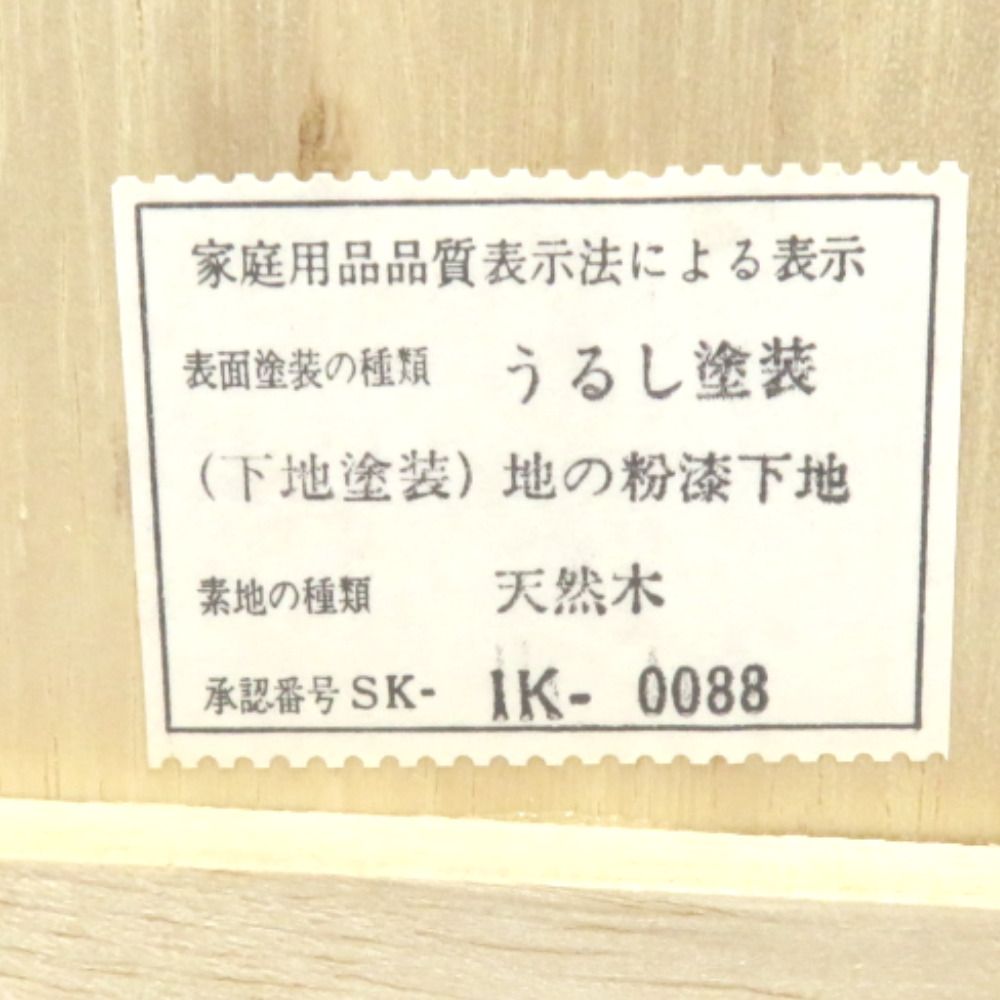 家庭用品品質表示法による表示
表面塗装の種類 うるし塗装
(下地塗装) 地の粉漆下地
素地の種類 天然木
承認番号 SK- IK- 0088